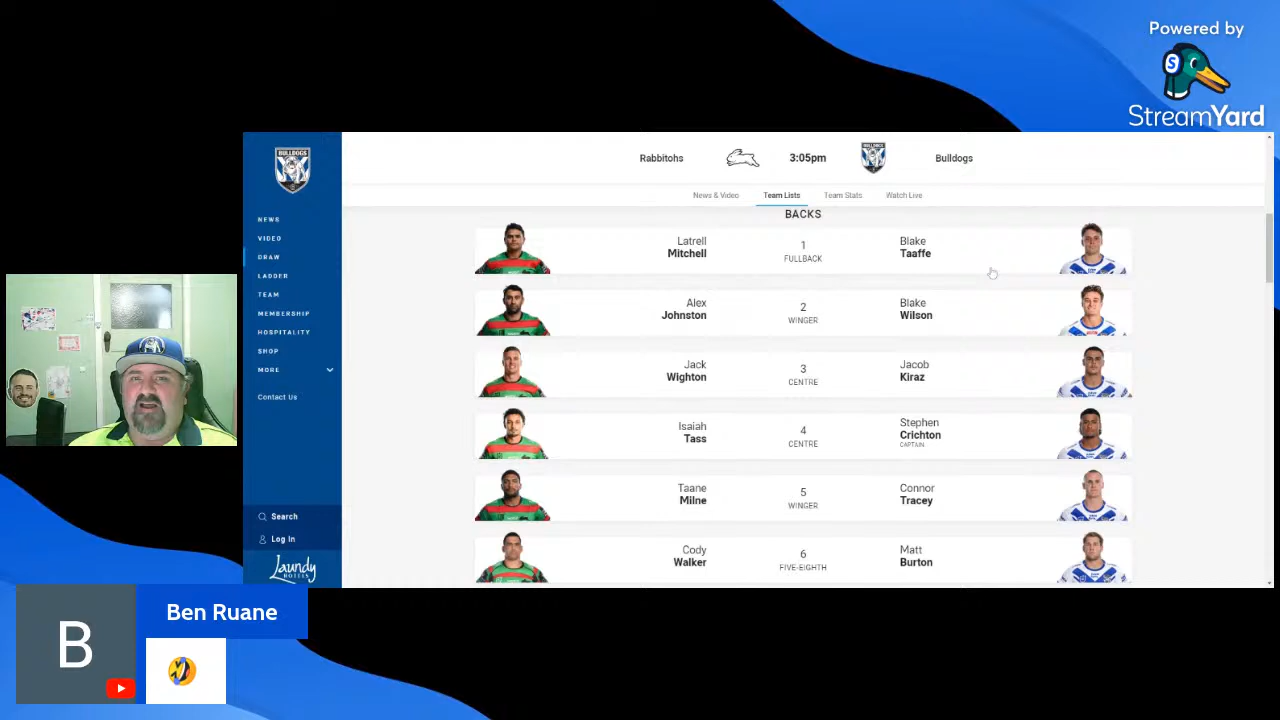 Powered by
StreamYard
BULLDOGS
Rabbitohs
3:05pm
Bulldogs
News & Video
Team Lists
Team Stats
Watch Live
NEWS
VIDEO
DRAW
LADDER
TEAM
MEMBERSHIP
HOSPITALITY
SHOP
MORE
Contact Us
Search
Log In
Laundy
HOTELS
BACKS
Latrell
Mitchell
1
FULLBACK
Blake
Taaffe
Alex
Johnston
2
WINGER
Blake
Wilson
Jack
Wighton
3
CENTRE
Jacob
Kiraz
Isaiah
Tass
4
CENTRE
Stephen
Crichton
CAPTAIN
Taane
Milne
5
WINGER
Connor
Tracey
Cody
Walker
6
FIVE-EIGHTH
Matt
Burton
B
Ben Ruane